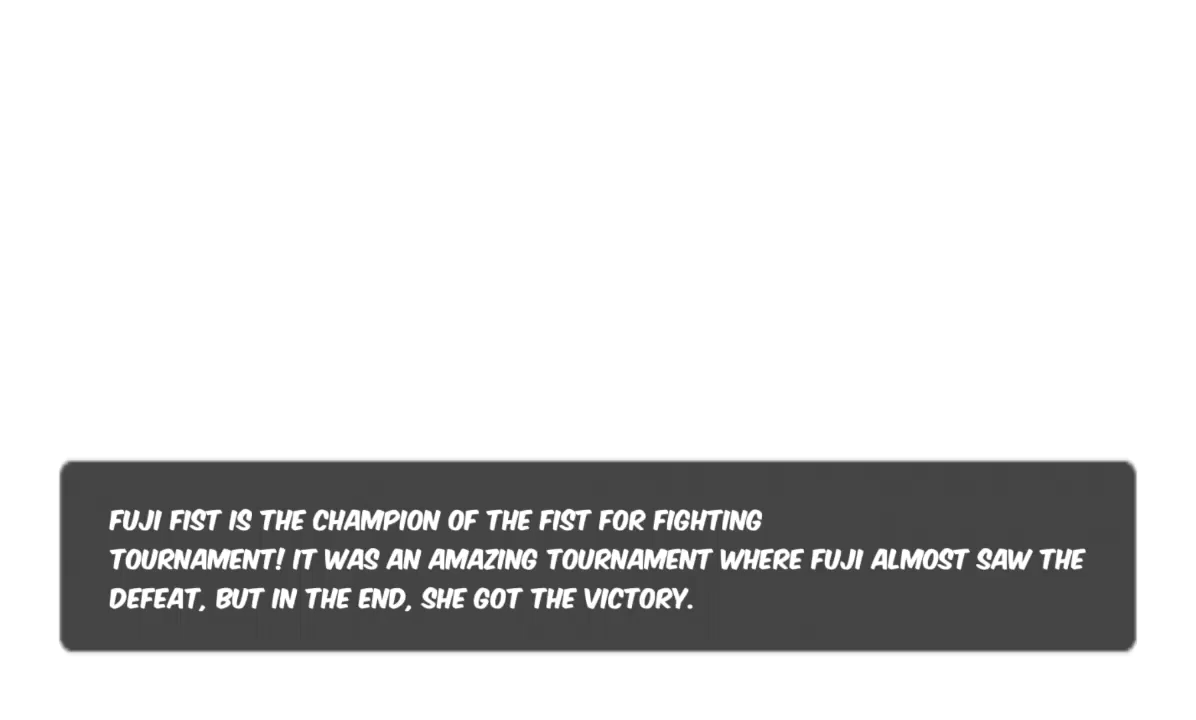 FUJI FIST IS THE CHAMPION OF THE FIST FOR FIGHTING
TOURNAMENT! IT WAS AN AMAZING TOURNAMENT WHERE FUJI ALMOST SAW THE
DEFEAT, BUT IN THE END, SHE GOT THE VICTORY.